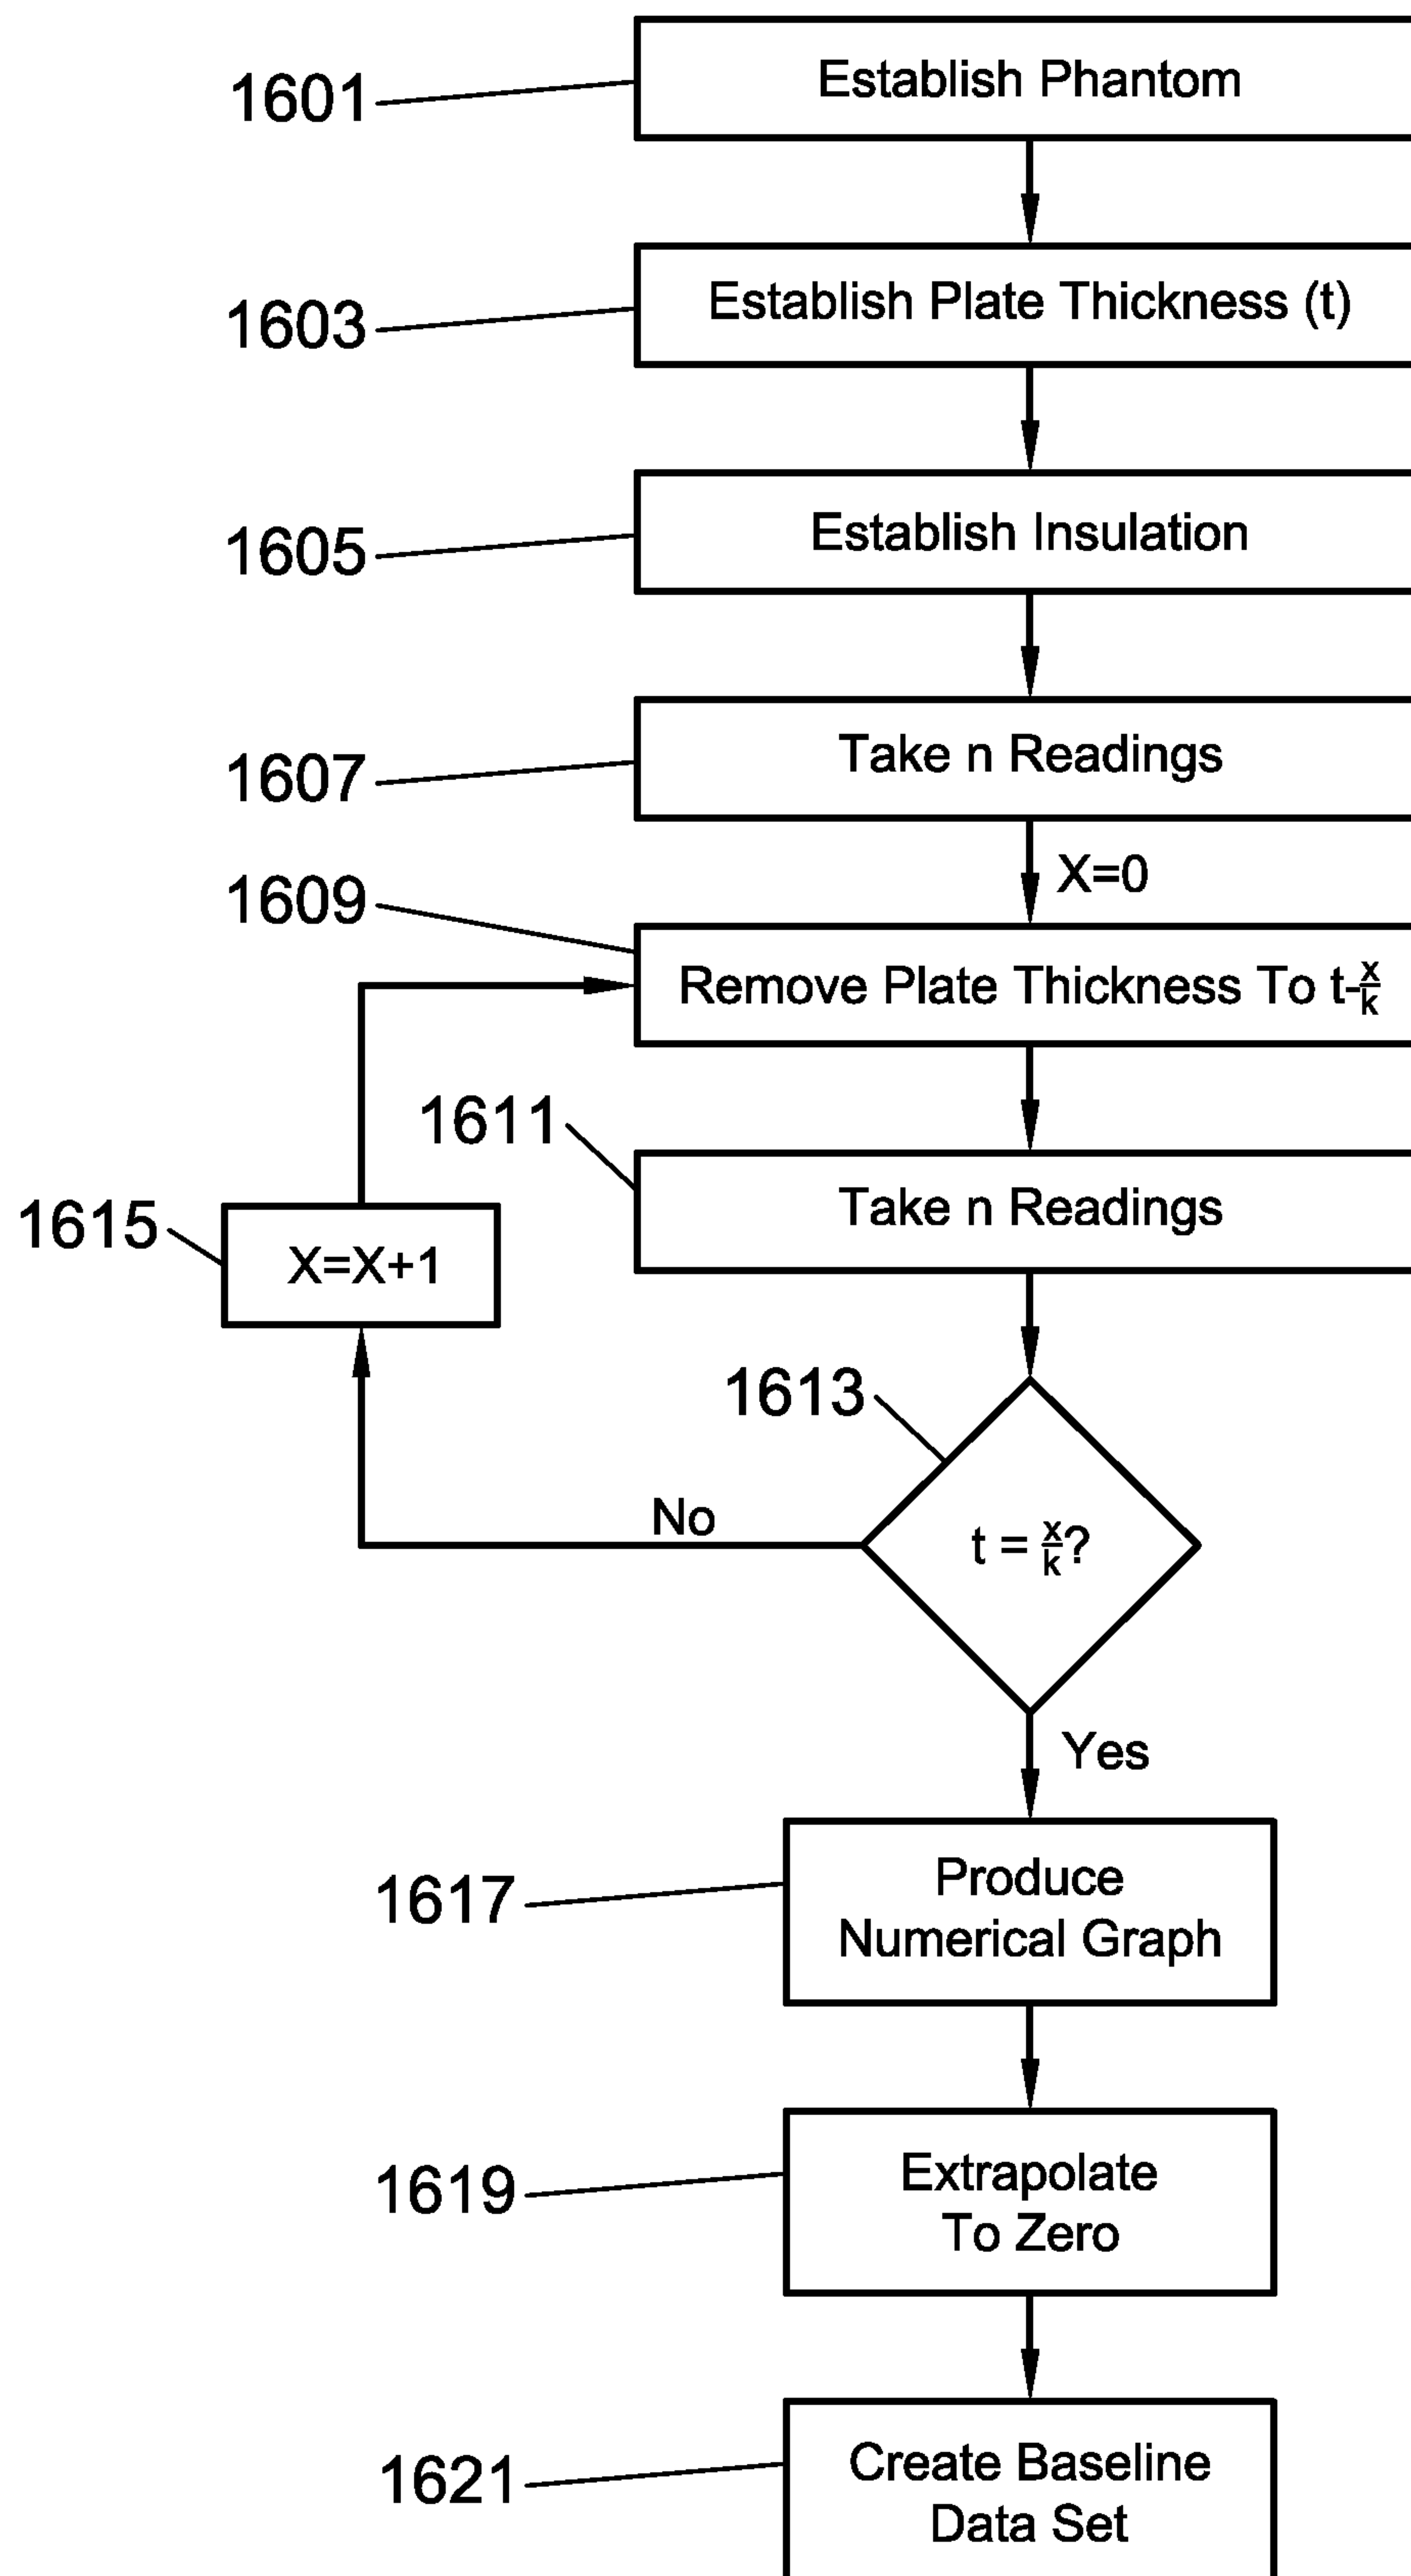 1601
Establish Phantom
1603
Establish Plate Thickness (t)
1605
Establish Insulation
1607
Take n Readings
X=0
1609
Remove Plate Thickness To t-x/k
1611
Take n Readings
1615
X=X+1
1613
No
t = x/k?
Yes
1617
Produce
Numerical Graph
1619
Extrapolate
To Zero
1621
Create Baseline
Data Set